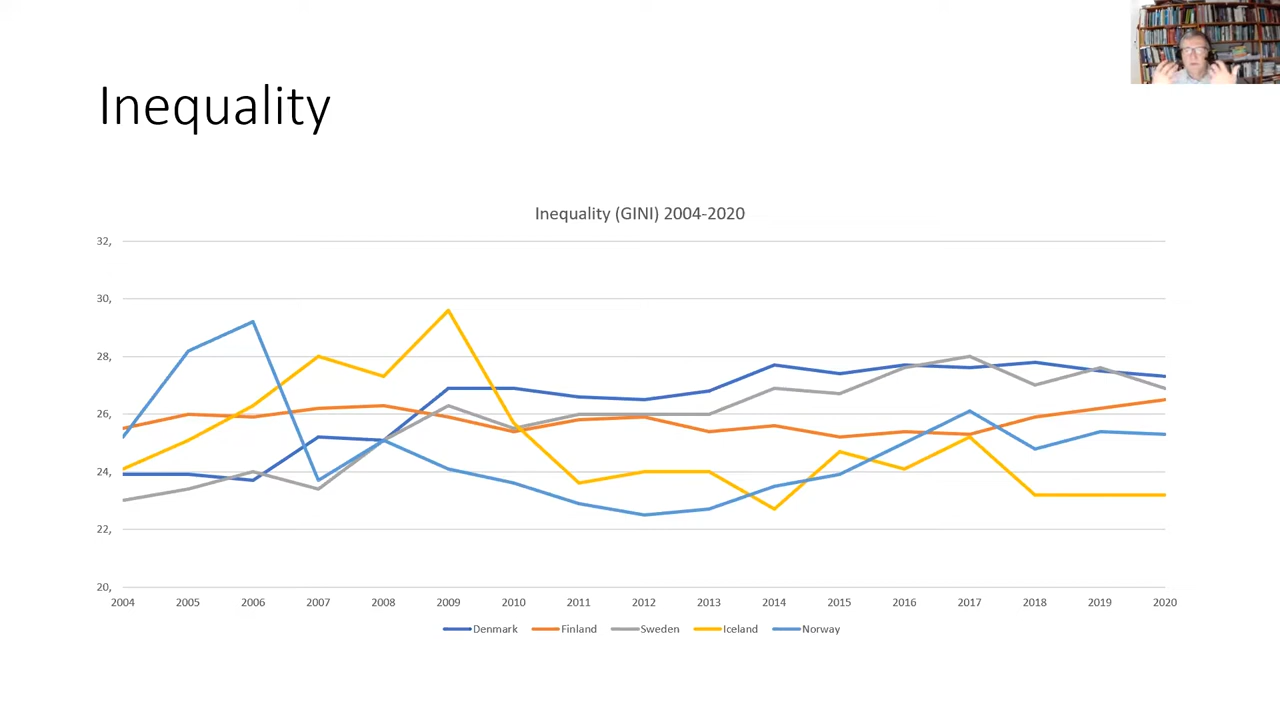 Inequality
Inequality (GINI) 2004-2020
32,
30,
28,
26,
24,
22,
20,
2004 2005 2006 2007 2008 2009 2010 2011 2012 2013 2014 2015 2016 2017 2018 2019 2020
Denmark Finland Sweden Iceland Norway